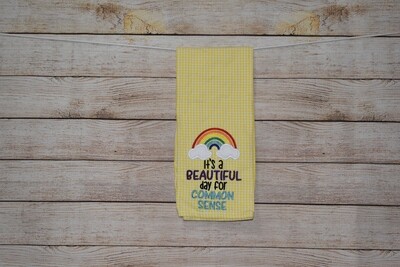 It's a
BEAUTIFUL
day for
COMMON
SENSE